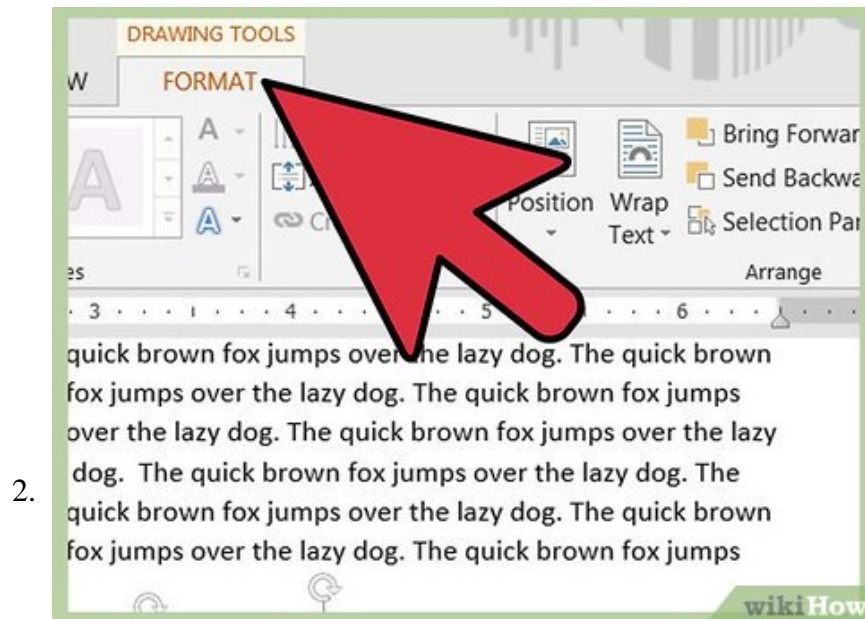 DRAWING TOOLS
W FORMAT
A
A A
A Cr
Position Wrap Text
Bring Forwar
Send Backwa
Selection Par
es Arrange
3 4 5 6
quick brown fox jumps over the lazy dog. The quick brown
fox jumps over the lazy dog. The quick brown fox jumps
over the lazy dog. The quick brown fox jumps over the lazy
dog.  The quick brown fox jumps over the lazy dog. The
2.
quick brown fox jumps over the lazy dog. The quick brown
fox jumps over the lazy dog. The quick brown fox jumps
wikiHow